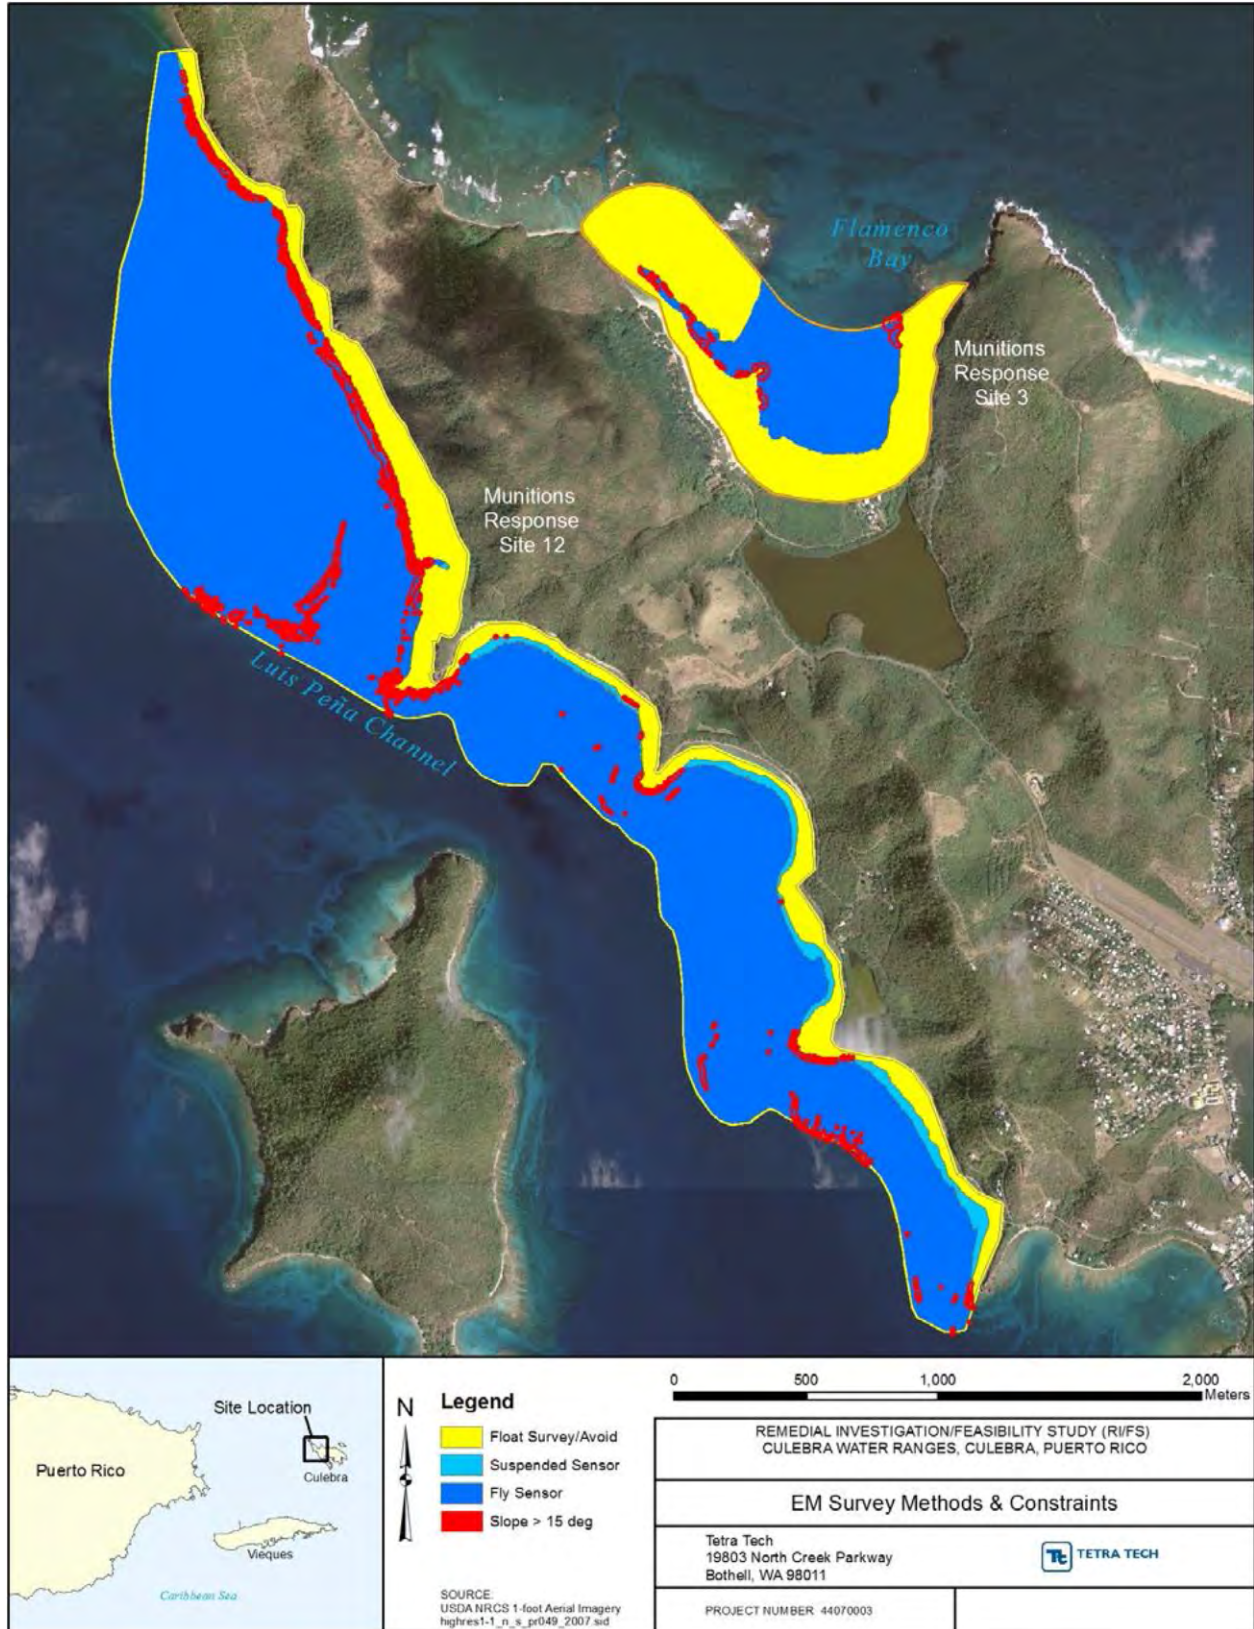 Flamenco
Bay
Munitions
Response
Site 3
Munitions
Response
Site 12
Luis Peña Channel
Site Location
Puerto Rico
Culebra
Vieques
Caribbean Sea
N
Legend
Float Survey/Avoid
Suspended Sensor
Fly Sensor
Slope > 15 deg
SOURCE:
USDA NRCS 1-foot Aerial Imagery
highres1-1_n_s_pr049_2007.sid
0 500 1,000 2,000
Meters
REMEDIAL INVESTIGATION/FEASIBILITY STUDY (RI/FS)
CULEBRA WATER RANGES, CULEBRA, PUERTO RICO
EM Survey Methods & Constraints
Tetra Tech
19803 North Creek Parkway
Bothell, WA 98011
Tt TETRA TECH
PROJECT NUMBER 44070003